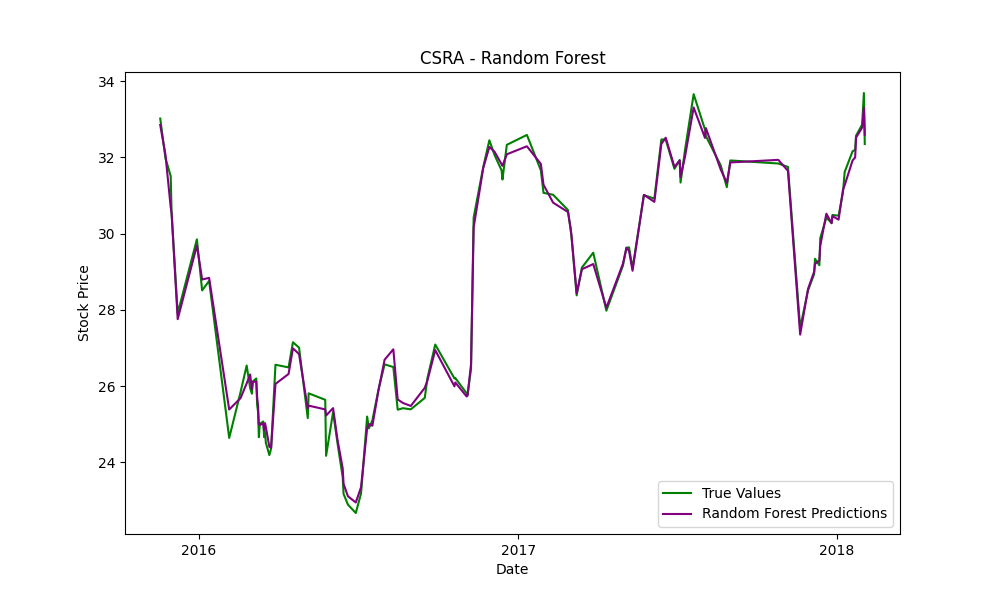 CSRA - Random Forest
34
32
30
28
26
24
Stock Price
2016
2017
2018
Date
True Values
Random Forest Predictions